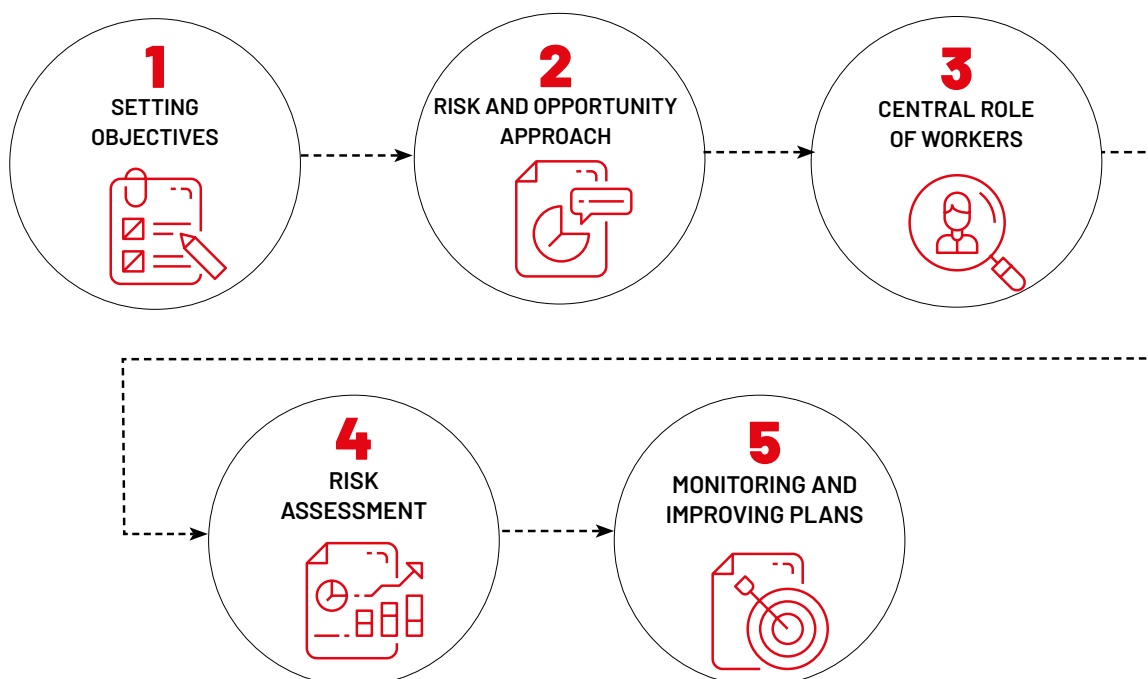 1
SETTING
OBJECTIVES
2
RISK AND OPPORTUNITY
APPROACH
3
CENTRAL ROLE
OF WORKERS
4
RISK
ASSESSMENT
5
MONITORING AND
IMPROVING PLANS